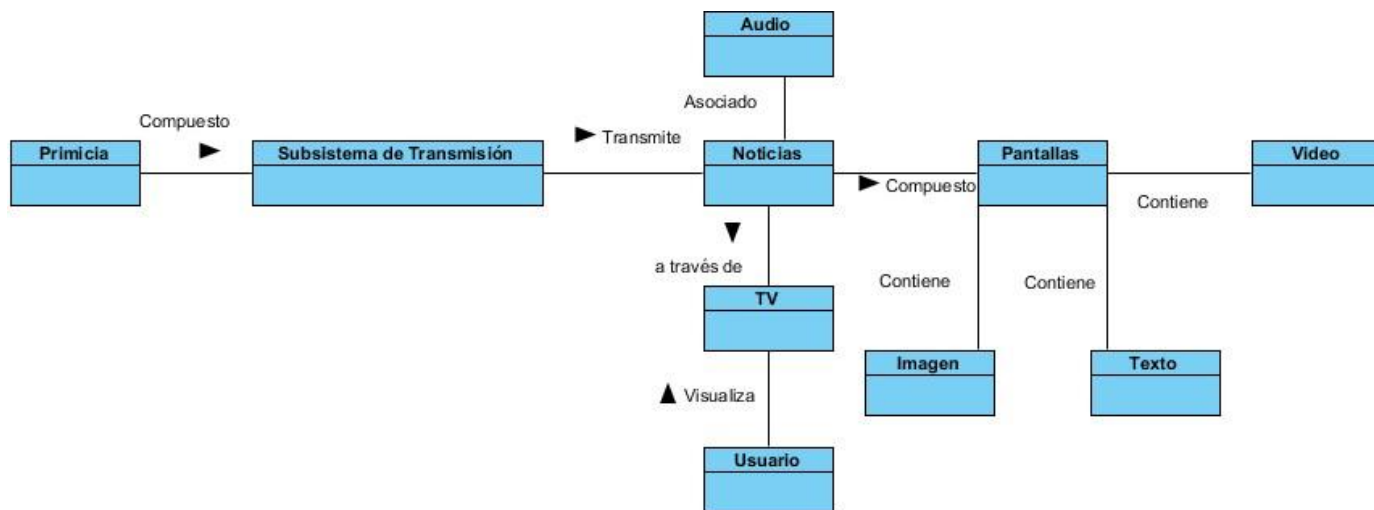 Audio
Asociado
Compuesto
Transmite
Primicia
Subsistema de Transmisión
Noticias
Pantallas
Video
Compuesto
Contiene
a través de
Contiene
Contiene
TV
Imagen
Texto
Visualiza
Usuario